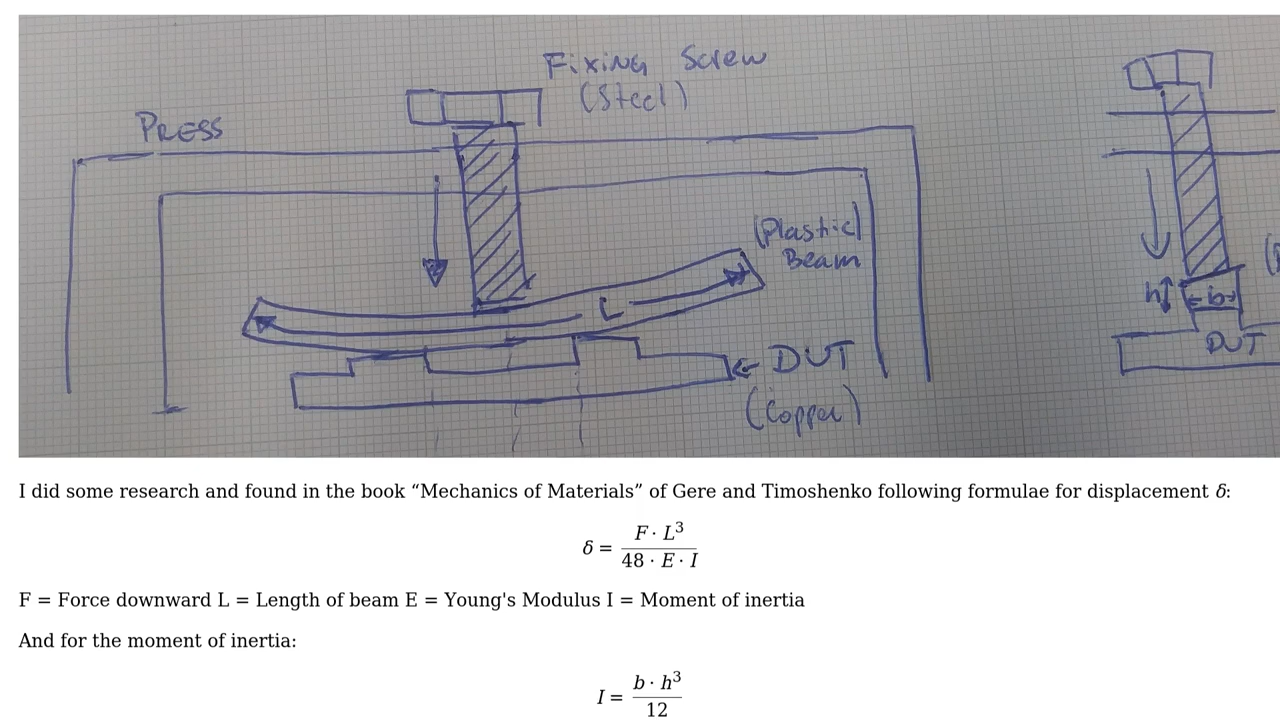 PRESS
Fixing Screw
(Steel)
(Plastic)
Beam
L
DUT
(Copper)
h
b
DUT
I did some research and found in the book “Mechanics of Materials” of Gere and Timoshenko following formulae for displacement δ:
δ = F · L³ / 48 · E · I
F = Force downward L = Length of beam E = Young's Modulus I = Moment of inertia
And for the moment of inertia:
I = b · h³ / 12